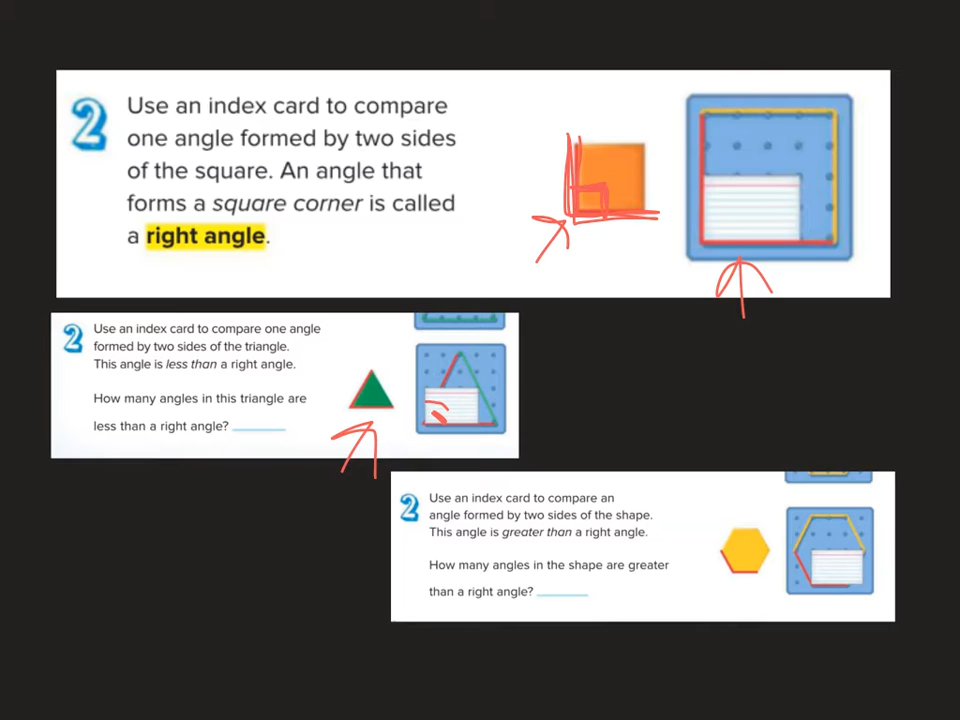 2
Use an index card to compare
one angle formed by two sides
of the square. An angle that
forms a square corner is called
a right angle.
2
Use an index card to compare one angle
formed by two sides of the triangle.
This angle is less than a right angle.
How many angles in this triangle are
less than a right angle?
2
Use an index card to compare an
angle formed by two sides of the shape.
This angle is greater than a right angle.
How many angles in the shape are greater
than a right angle?